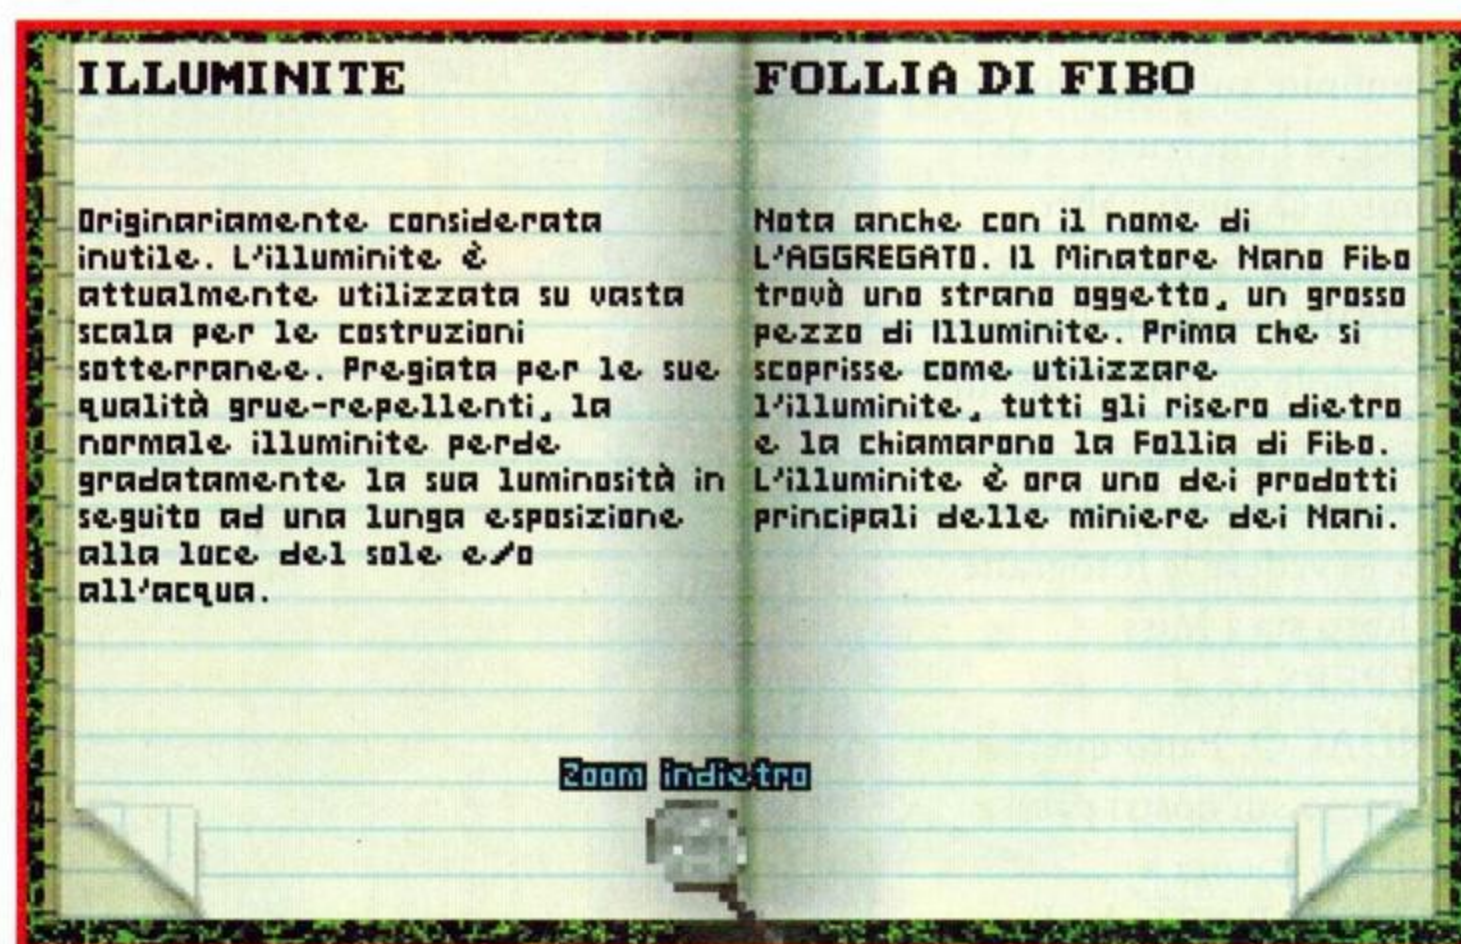 ILLUMINITE
Originariamente considerata
inutile. L'illuminite è
attualmente utilizzata su vasta
scala per le costruzioni
sotterranee. Pregiata per le sue
qualità grue-repellenti, la
normale illuminite perde
gradatamente la sua luminosità in
seguito ad una lunga esposizione
alla luce del sole e/o
all'acqua.
FOLLIA DI FIBO
Nota anche con il nome di
L'AGGREGATO. Il Minatore Nano Fibo
trovò uno strano oggetto, un grosso
pezzo di Illuminite. Prima che si
scoprisse come utilizzare
l'illuminite, tutti gli risero dietro
e la chiamarono la Follia di Fibo.
L'illuminite è ora uno dei prodotti
principali delle miniere dei Nani.
Zoom indietro